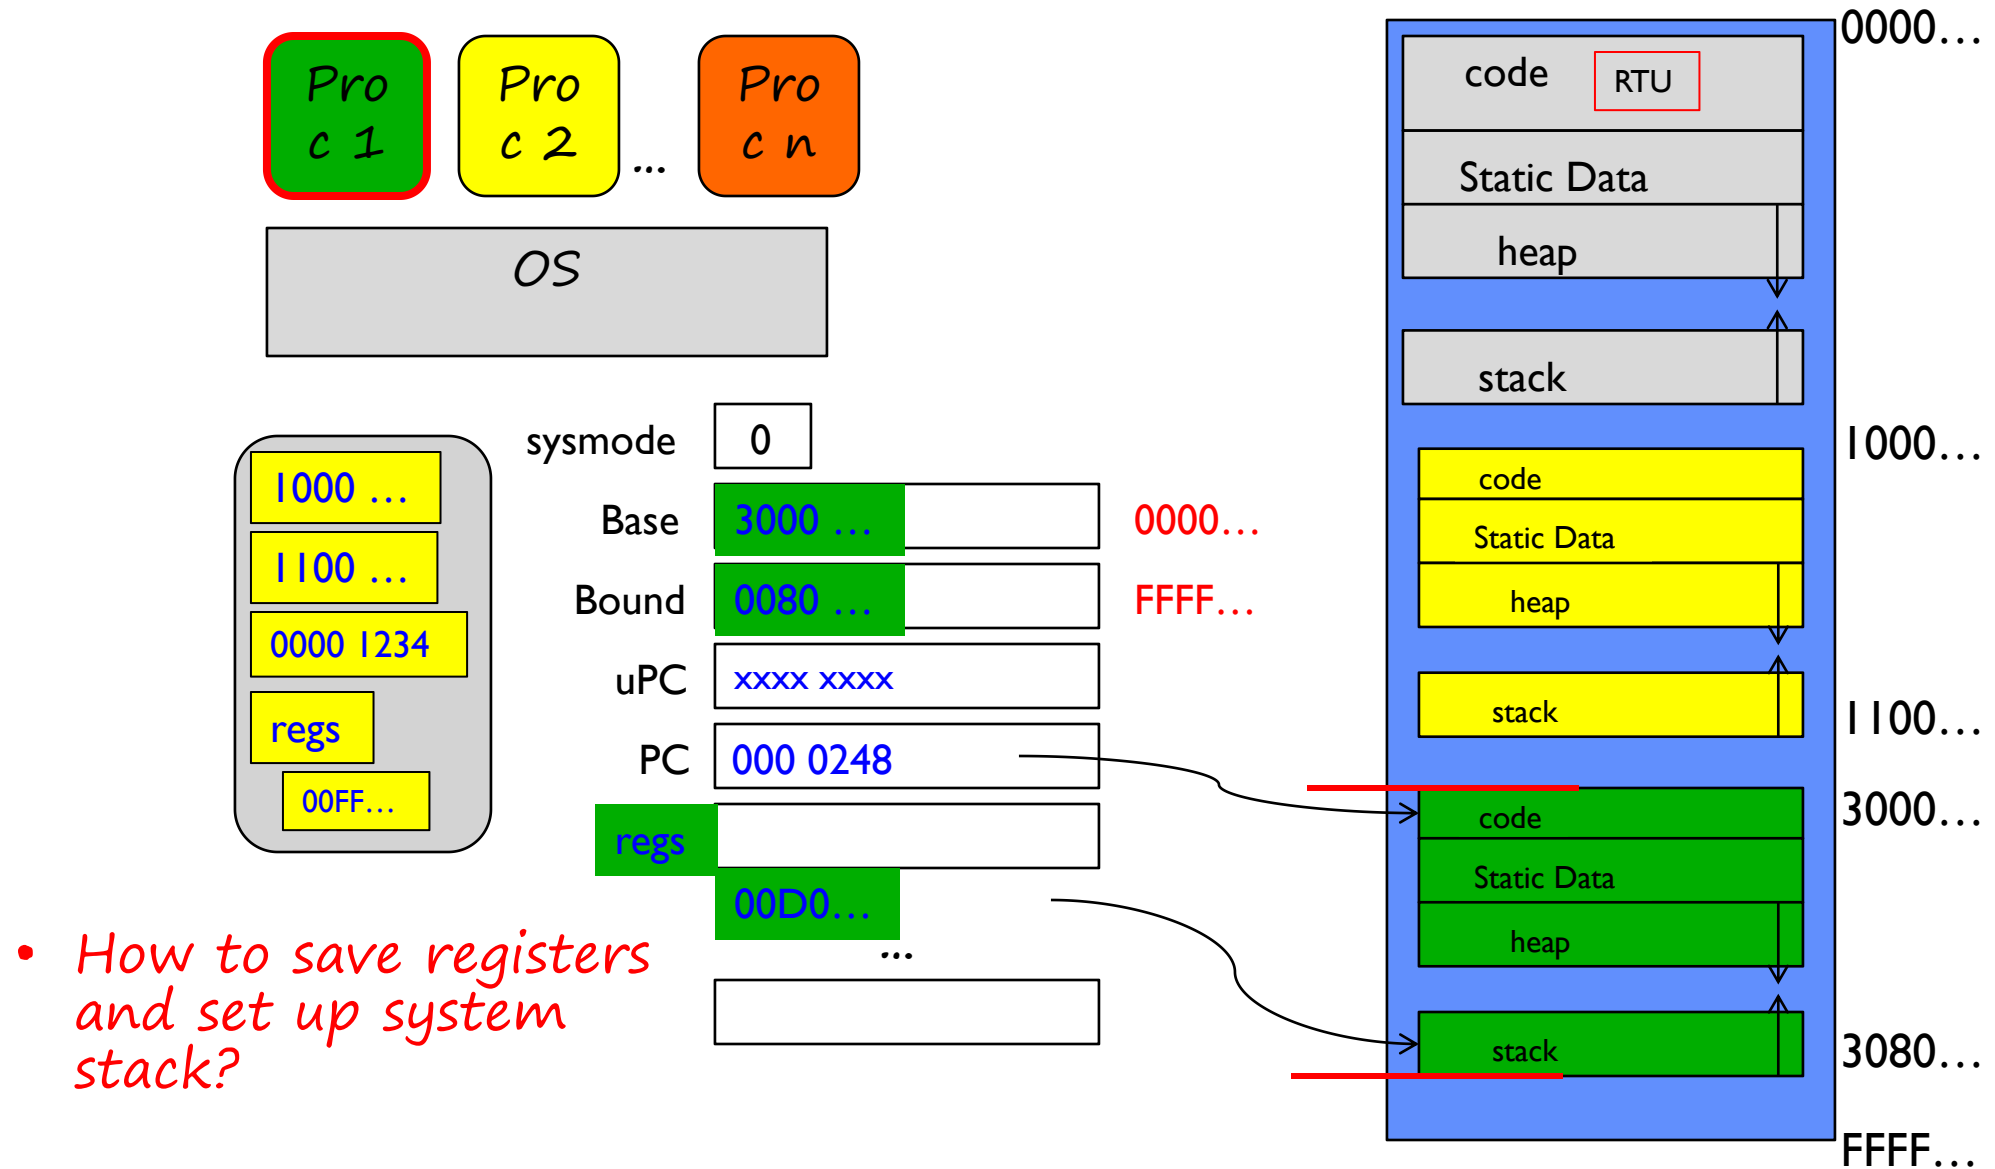 Pro
c 1
Pro
c 2
...
Pro
c n
OS
sysmode 0
Base 3000 … 0000…
Bound 0080 … FFFF…
uPC xxxx xxxx
PC 000 0248
regs
00D0…
...
1000 …
1100 …
0000 1234
regs
00FF…
• How to save registers
and set up system
stack?
0000…
code RTU
Static Data
heap
stack
1000…
code
Static Data
heap
stack
1100…
3000…
code
Static Data
heap
stack
3080…
FFFF…